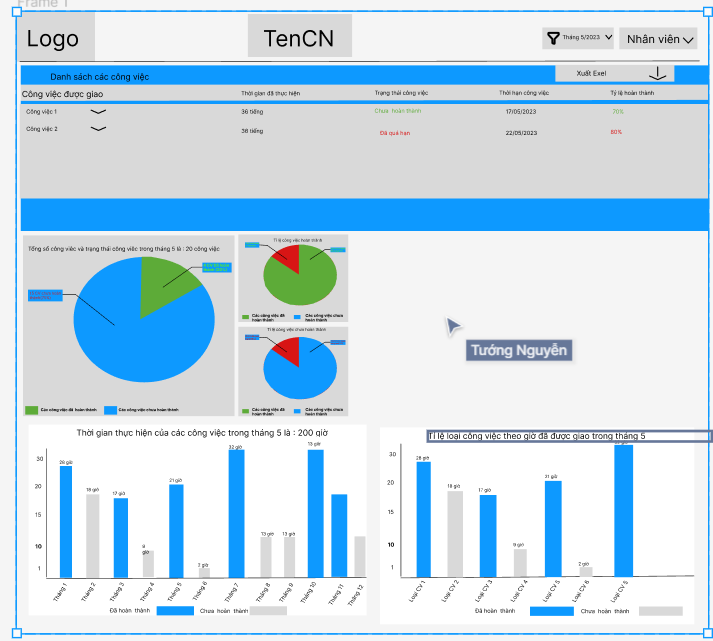 Frame 1
Logo
TenCN
Tháng 5/2023
Nhân viên
Danh sách các công việc
Xuất Exel
Công việc được giao
Thời gian đã thực hiện
Trạng thái công việc
Thời hạn công việc
Tỷ lệ hoàn thành
Công việc 1
36 tiếng
Chưa hoàn thành
17/05/2023
70%
Công việc 2
36 tiếng
Đã quá hạn
22/05/2023
80%
Tổng số công việc và trạng thái công việc trong tháng 5 là : 20 công việc
Các công việc đã hoàn thành
Các công việc chưa hoàn thành
Tỉ lệ công việc hoàn thành
Các công việc đã
hoàn thành
Các công việc chưa
hoàn thành
Tỉ lệ công việc chưa hoàn thành
Các công việc đã
hoàn thành
Các công việc chưa
hoàn thành
Tướng Nguyễn
Thời gian thực hiện của các công việc trong tháng 5 là : 200 giờ
30
20
15
10
1
26 giờ
19 giờ
17 giờ
9
giờ
21 giờ
2 giờ
32 giờ
13 giờ
13 giờ
13 giờ
Tháng 1
Tháng 2
Tháng 3
Tháng 4
Tháng 5
Tháng 6
Tháng 7
Tháng 8
Tháng 9
Tháng 10
Tháng 11
Tháng 12
Đã hoàn thành
Chưa hoàn thành
Tỉ lệ loại công việc theo giờ đã được giao trong tháng 5
30
20
15
10
1
26 giờ
19 giờ
17 giờ
9 giờ
21 giờ
2 giờ
Loại CV 1
Loại CV 2
Loại CV 3
Loại CV 4
Loại CV 5
Loại CV 6
Loại CV 5
Đã hoàn thành
Chưa hoàn thành